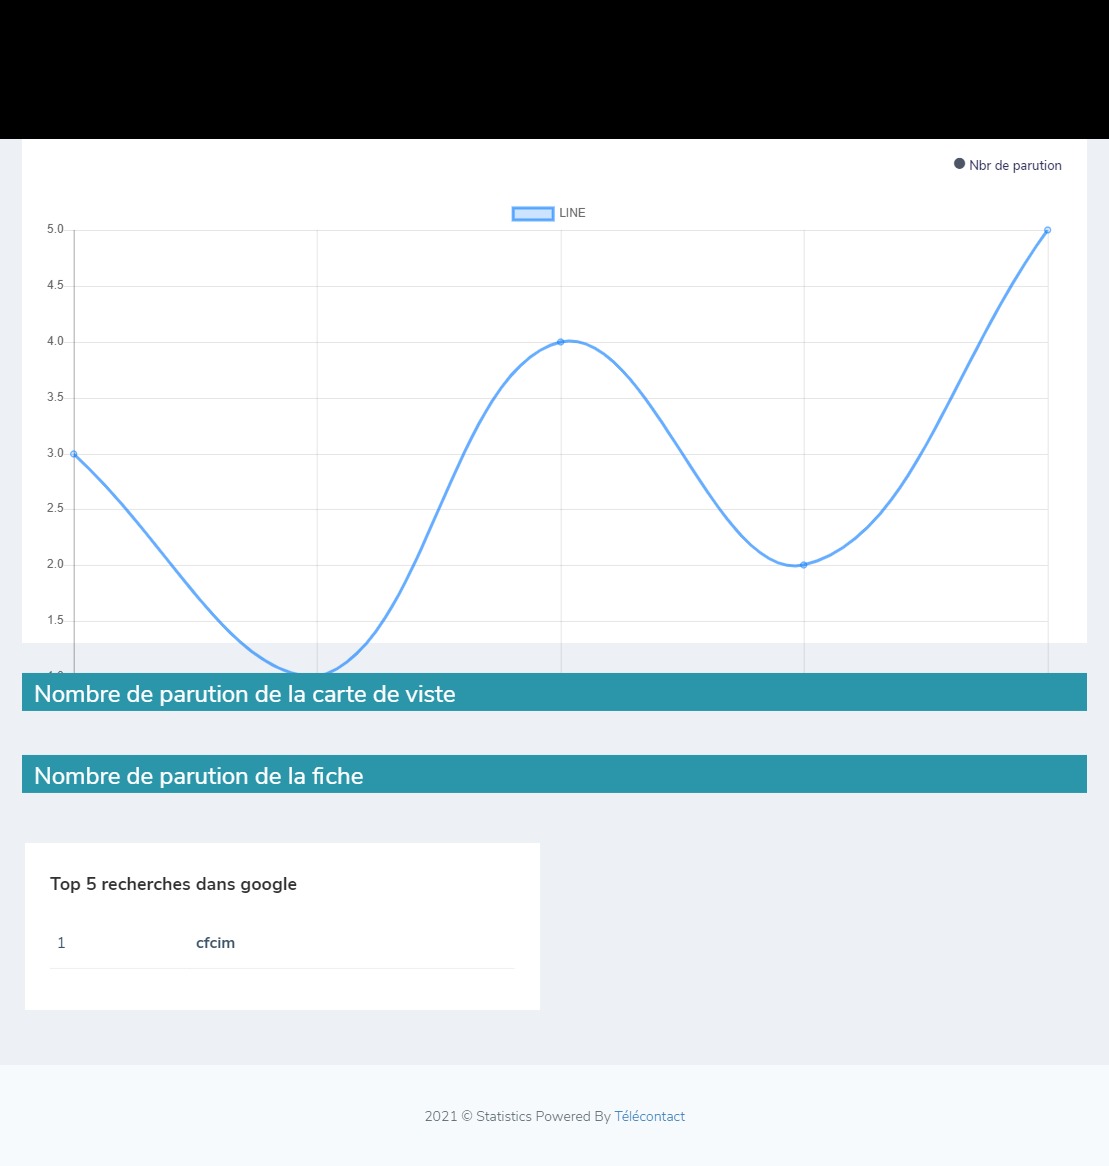 Nbr de parution
LINE
5.0
4.5
4.0
3.5
3.0
2.5
2.0
1.5
Nombre de parution de la carte de viste
Nombre de parution de la fiche
Top 5 recherches dans google
1 cfcim
2021 © Statistics Powered By Télécontact